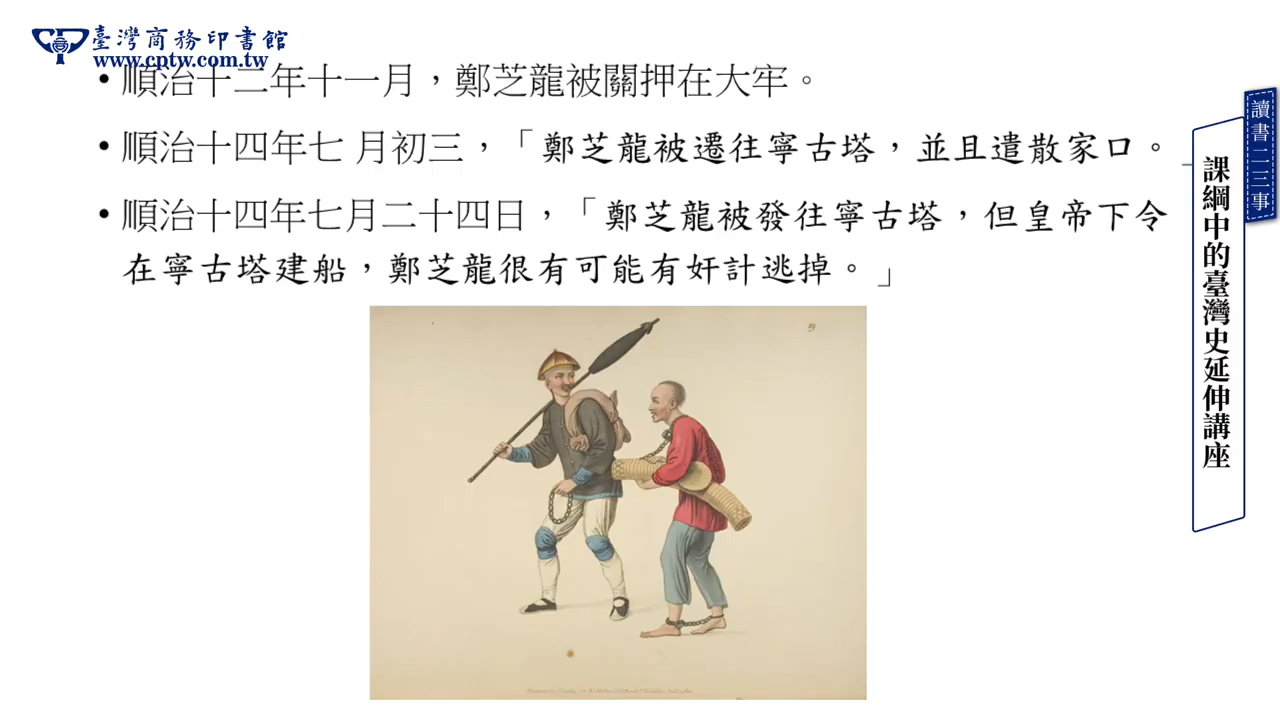 臺灣商務印書館
www.cptw.com.tw
• 順治十二年十一月，鄭芝龍被關押在大牢。
• 順治十四年七 月初三，「鄭芝龍被遷往寧古塔，並且遣散家口。」
• 順治十四年七月二十四日，「鄭芝龍被發往寧古塔，但皇帝下令
在寧古塔建船，鄭芝龍很有可能有奸計逃掉。」
讀書二三事
課綱中的臺灣史延伸講座